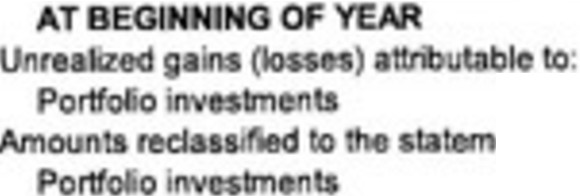 AT BEGINNING OF YEAR
Unrealized gains (losses) attributable to:
Portfolio investments
Amounts reclassified to the statem
Portfolio investments